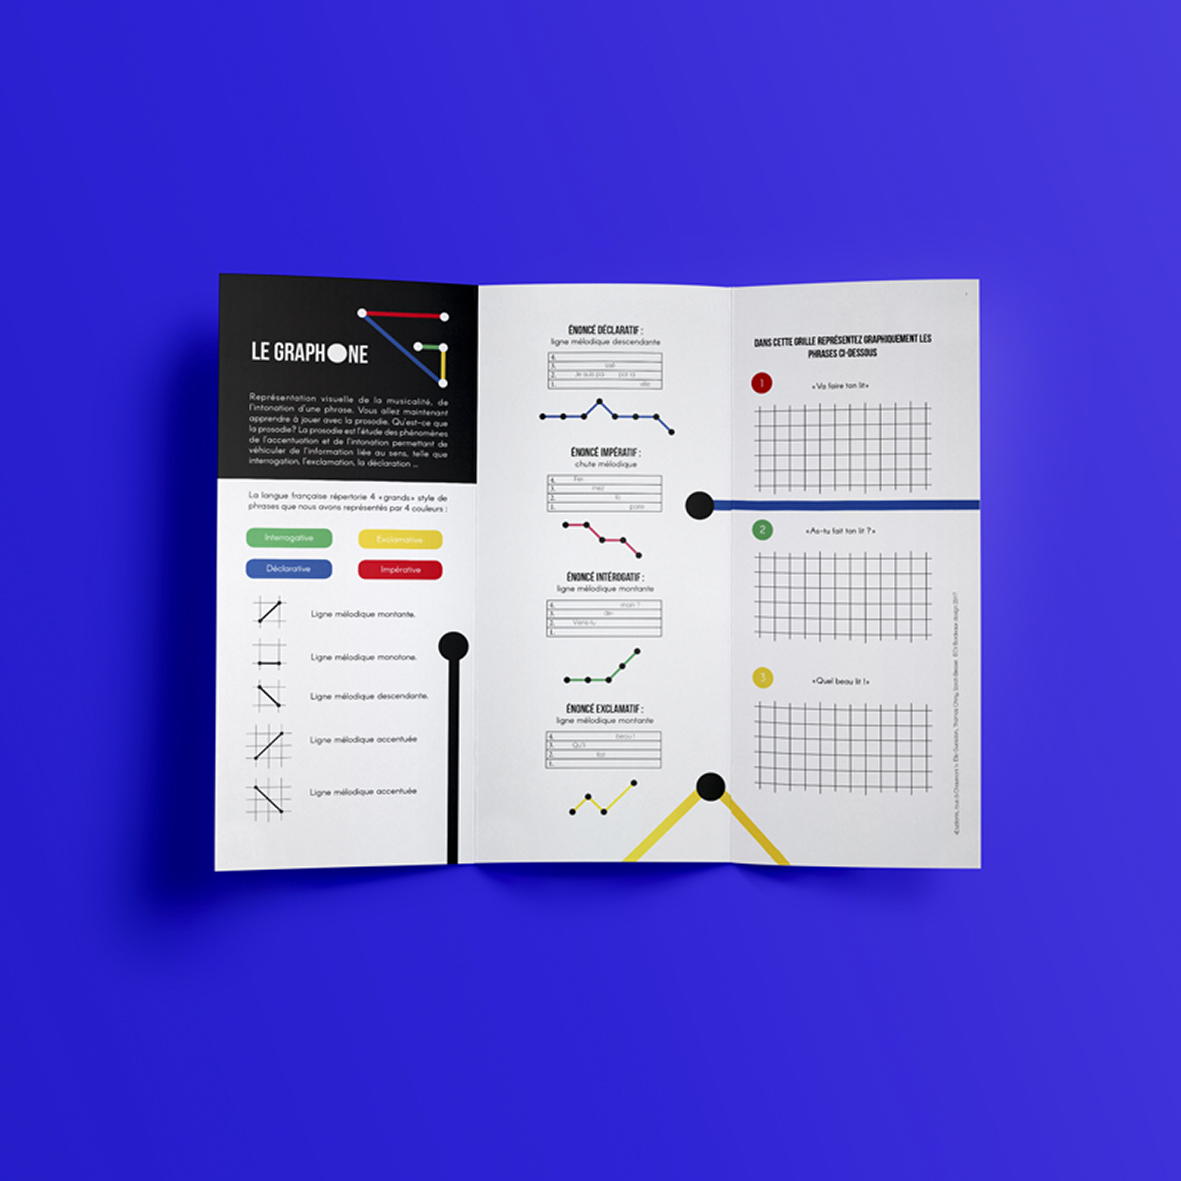 LE GRAPHONE
Représentation visuelle de la musicalité, de
l'intonation d'une phrase. Vous allez maintenant
apprendre à jouer avec la prosodie. Qu'est-ce que
la prosodie? La prosodie est l'étude des phénomènes
de l'accentuation et de l'intonation permettant de
véhiculer de l'information liée au sens, telle que
interrogation, l'exclamation, la déclaration ...
La langue française répertorie 4 «grands» style de
phrases que nous avons représentés par 4 couleurs :
Interrogative
Exclamative
Déclarative
Impérative
Ligne mélodique montante.
Ligne mélodique monotone.
Ligne mélodique descendante.
Ligne mélodique accentuée
Ligne mélodique accentuée
ÉNONCÉ DÉCLARATIF :
ligne mélodique descendante
4.
3.
2. Je suis pa
1. ville
ÉNONCÉ IMPÉRATIF :
chute mélodique
4. Fer
3. mez
2. la
1. porte
ÉNONCÉ INTÉROGATIF :
ligne mélodique montante
4. main ?
3. de-
2. Viens-tu
1.
ÉNONCÉ EXCLAMATIF :
ligne mélodique montante
4. beau !
3. Qu'il
2. fait
1.
DANS CETTE GRILLE REPRÉSENTEZ GRAPHIQUEMENT LES
PHRASES CI-DESSOUS
1 «Va faire ton lit»
2 «As-tu fait ton lit ?»
3 «Quel beau lit !»